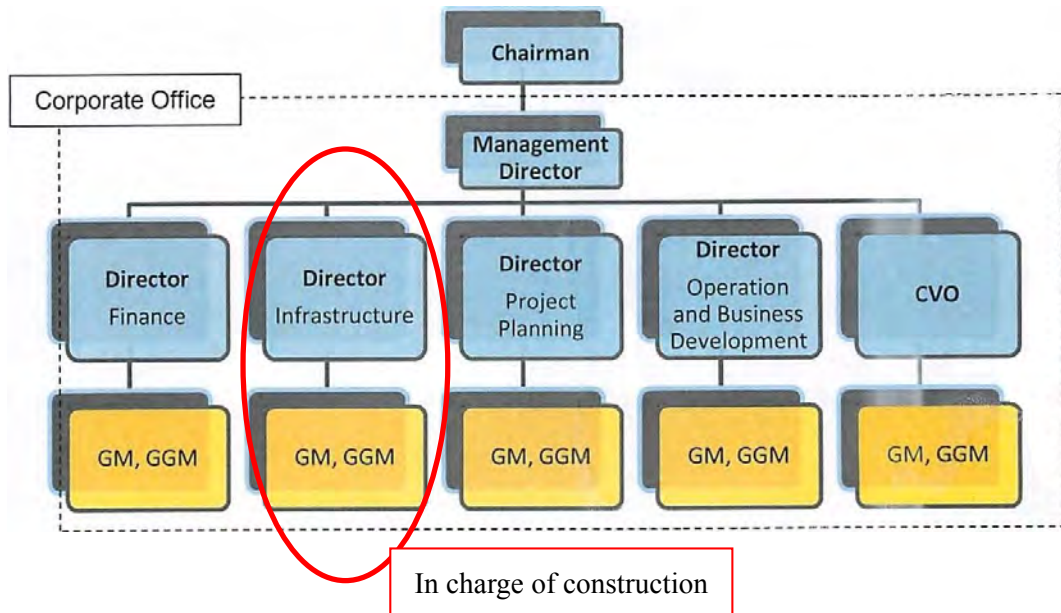 Chairman
Corporate Office
Management
Director
Director
Finance
Director
Infrastructure
Director
Project
Planning
Director
Operation
and Business
Development
CVO
GM, GGM
GM, GGM
GM, GGM
GM, GGM
GM, GGM
In charge of construction